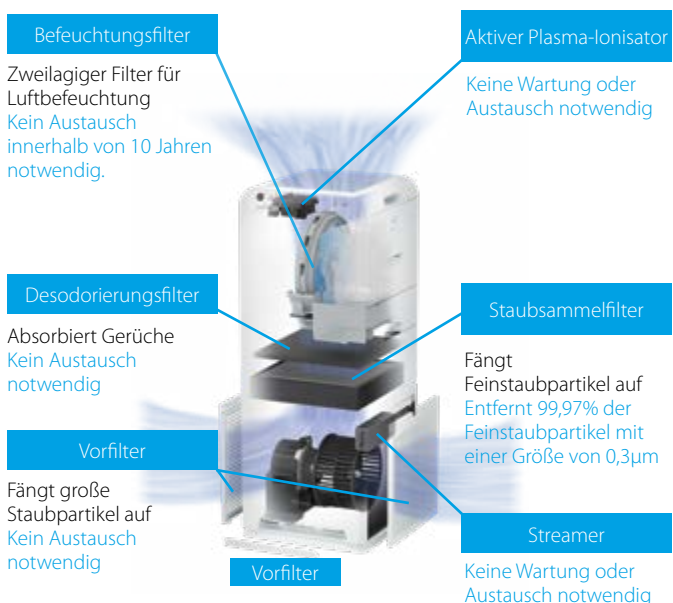 Befeuchtungsfilter
Zweilagiger Filter für
Luftbefeuchtung
Kein Austausch
innerhalb von 10 Jahren
notwendig.
Aktiver Plasma-Ionisator
Keine Wartung oder
Austausch notwendig
Desodorierungsfilter
Absorbiert Gerüche
Kein Austausch
notwendig
Staubsammelfilter
Fängt
Feinstaubpartikel auf
Entfernt 99,97% der
Feinstaubpartikel mit
einer Größe von 0,3µm
Vorfilter
Fängt große
Staubpartikel auf
Kein Austausch
notwendig
Vorfilter
Streamer
Keine Wartung oder
Austausch notwendig